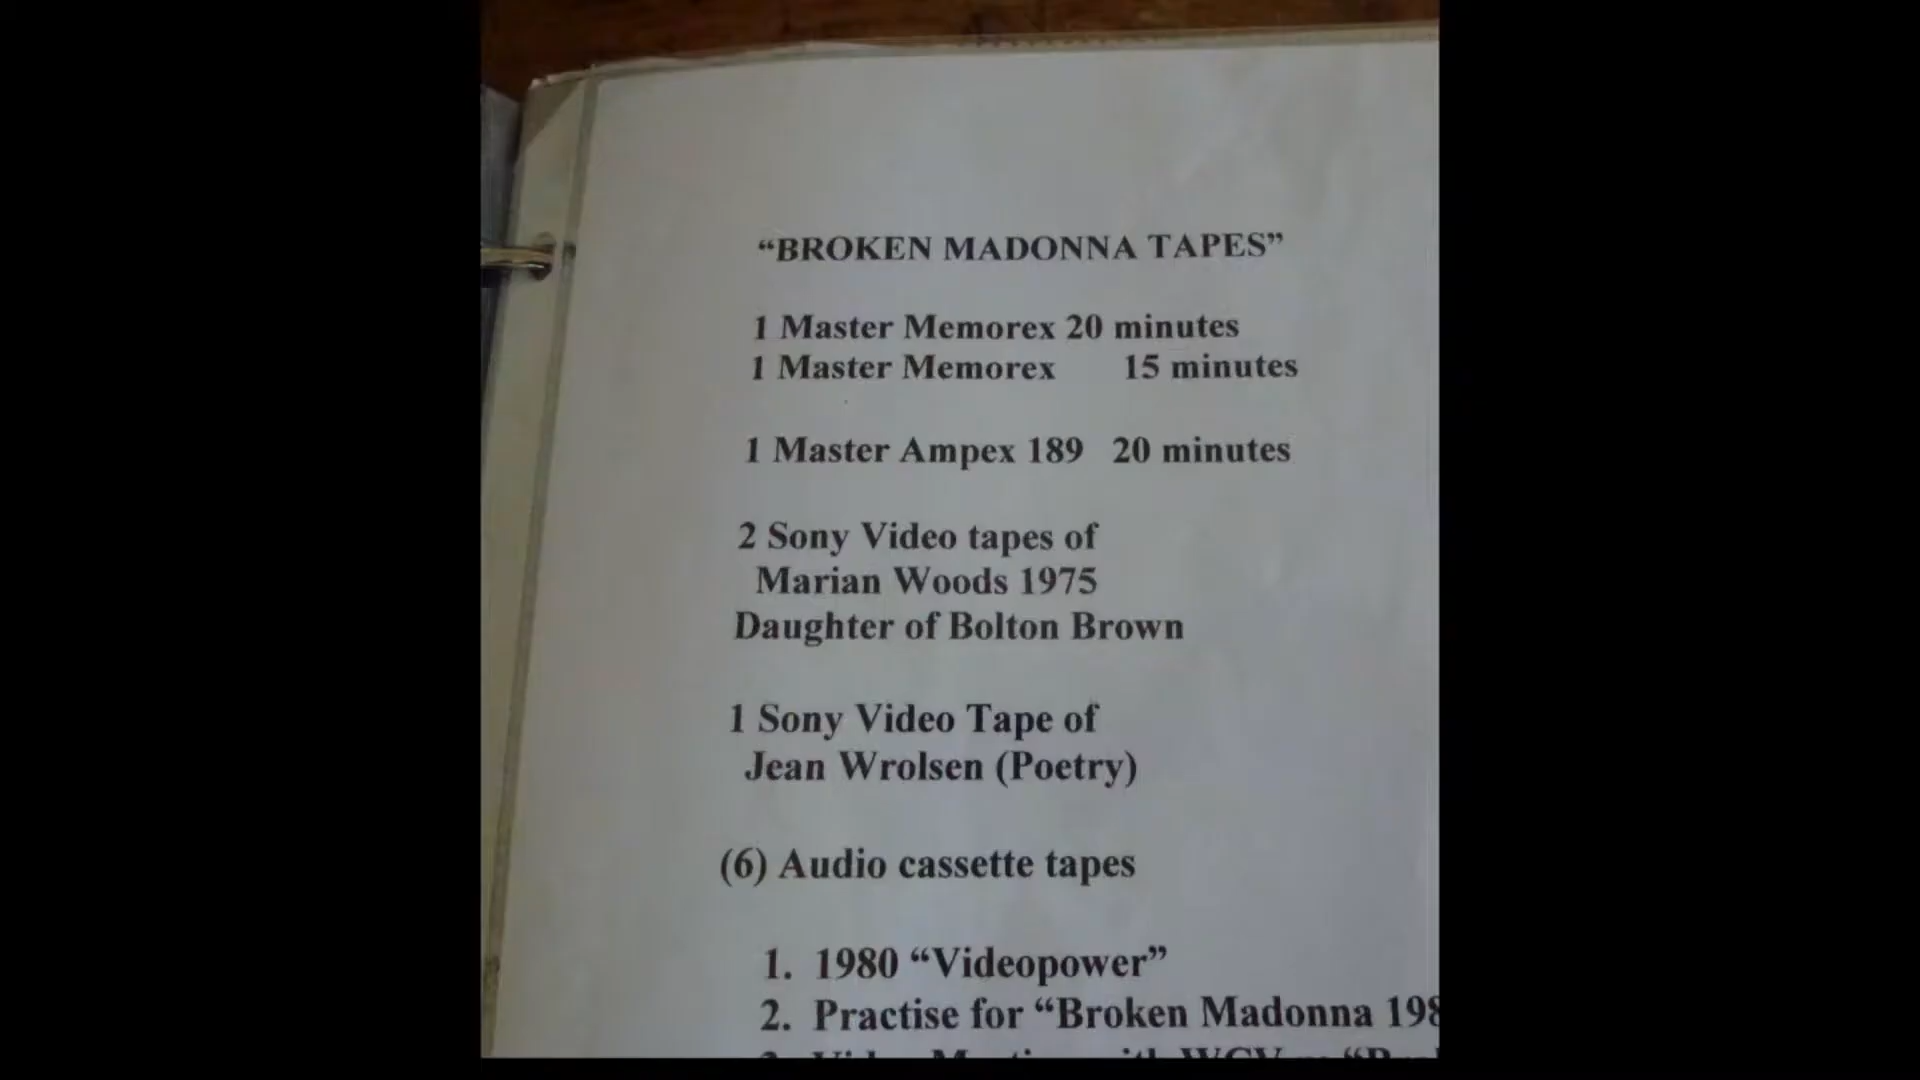 “BROKEN MADONNA TAPES”
1 Master Memorex 20 minutes
1 Master Memorex 15 minutes
1 Master Ampex 189 20 minutes
2 Sony Video tapes of
Marian Woods 1975
Daughter of Bolton Brown
1 Sony Video Tape of
Jean Wrolsen (Poetry)
(6) Audio cassette tapes
1. 1980 “Videopower”
2. Practise for “Broken Madonna 198